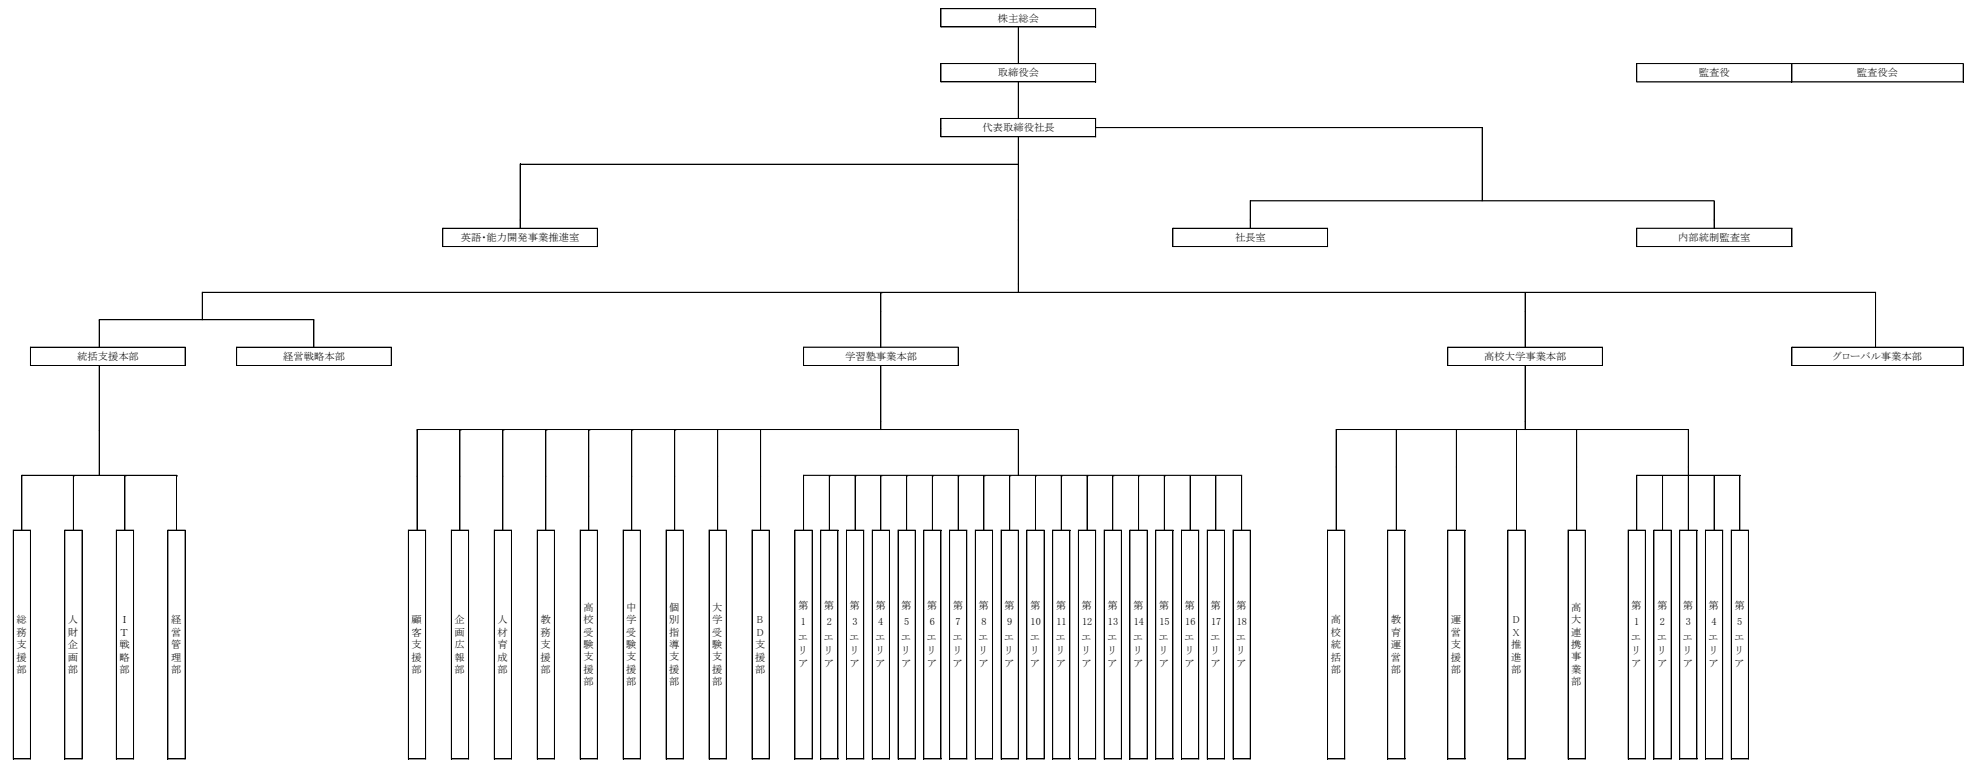 株主総会
取締役会
監査役
監査役会
代表取締役社長
英語・能力開発事業推進室
社長室
内部統制監査室
統括支援本部
経営戦略本部
学習塾事業本部
高校大学事業本部
グローバル事業本部
総務支援部
人財企画部
IT戦略部
経営管理部
顧客支援部
企画広報部
人材育成部
教務支援部
高校受験支援部
中学受験支援部
個別指導支援部
大学受験支援部
BD支援部
第1エリア
第2エリア
第3エリア
第4エリア
第5エリア
第6エリア
第7エリア
第8エリア
第9エリア
第10エリア
第11エリア
第12エリア
第13エリア
第14エリア
第15エリア
第16エリア
第17エリア
第18エリア
高校統括部
教育運営部
運営支援部
DX推進部
高大連携事業部
第1エリア
第2エリア
第3エリア
第4エリア
第5エリア